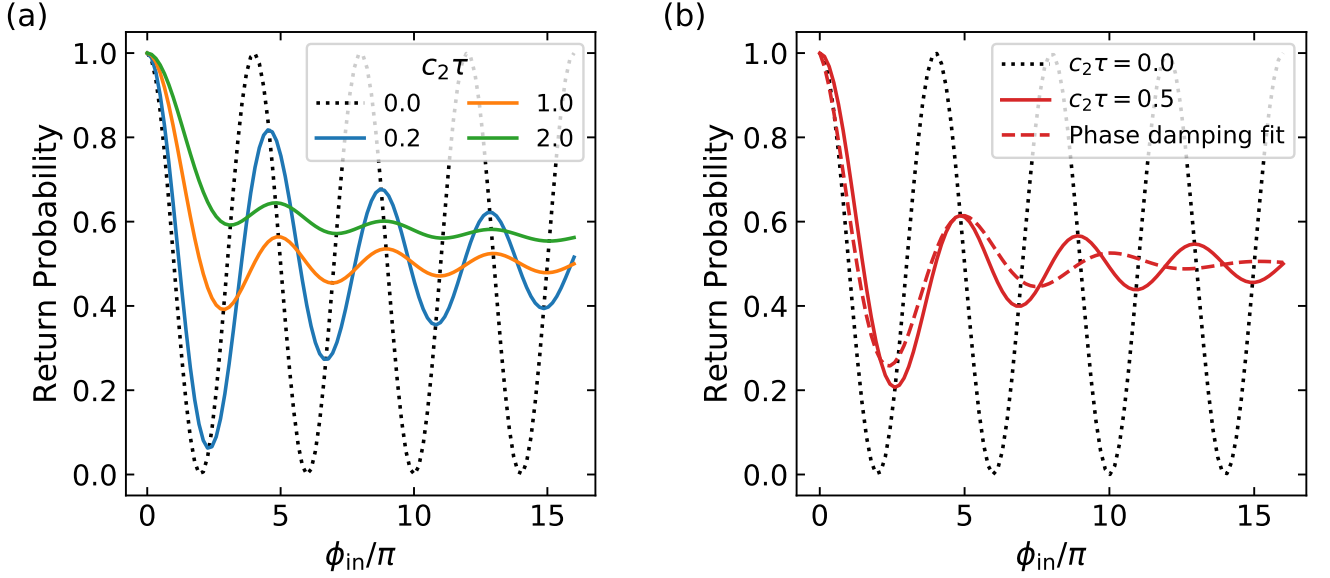 (a)
Return Probability
1.0
0.8
0.6
0.4
0.2
0.0
c₂τ
0.0
1.0
0.2
2.0
0
5
10
15
ϕ_in/π
(b)
Return Probability
1.0
0.8
0.6
0.4
0.2
0.0
c₂τ = 0.0
c₂τ = 0.5
Phase damping fit
0
5
10
15
ϕ_in/π